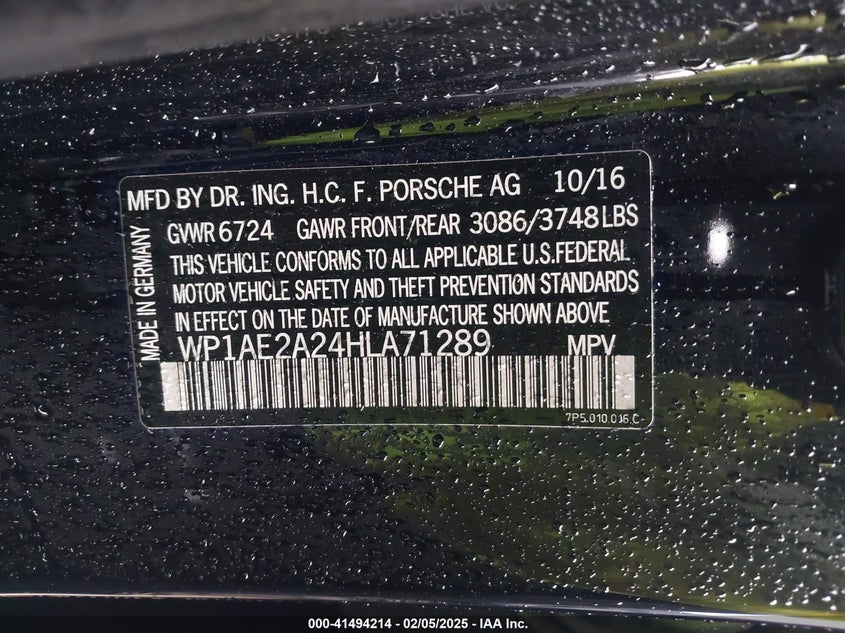 MFD BY DR. ING. H.C. F. PORSCHE AG 10/16
GVWR 6724 GAWR FRONT/REAR 3086/3748LBS
THIS VEHICLE CONFORMS TO ALL APPLICABLE U.S.FEDERAL
MOTOR VEHICLE SAFETY AND THEFT PREVENTION STANDARDS
IN EFFECT ON THE DATE OF MANUFACTURE SHOWN ABOVE
WP1AE2A24HLA71289 MPV
7P5.010.016.C
MADE IN GERMANY
000-41494214 - 02/05/2025 - IAA Inc.